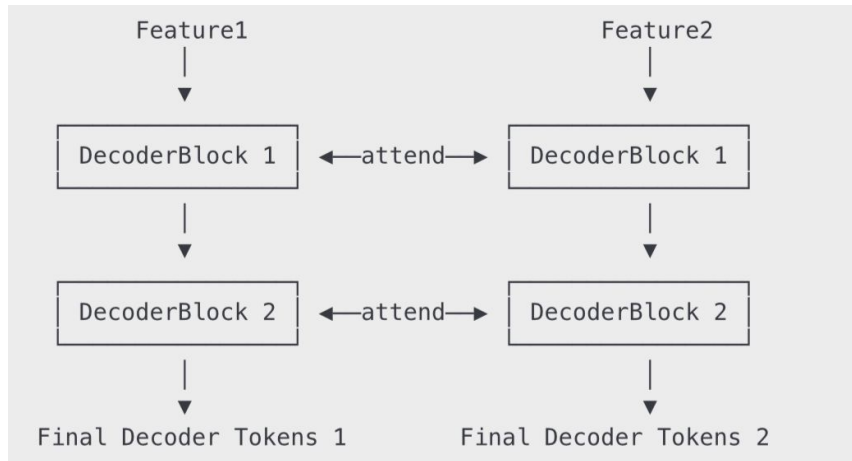 Feature1 Feature2
DecoderBlock 1 attend DecoderBlock 1
DecoderBlock 2 attend DecoderBlock 2
Final Decoder Tokens 1 Final Decoder Tokens 2